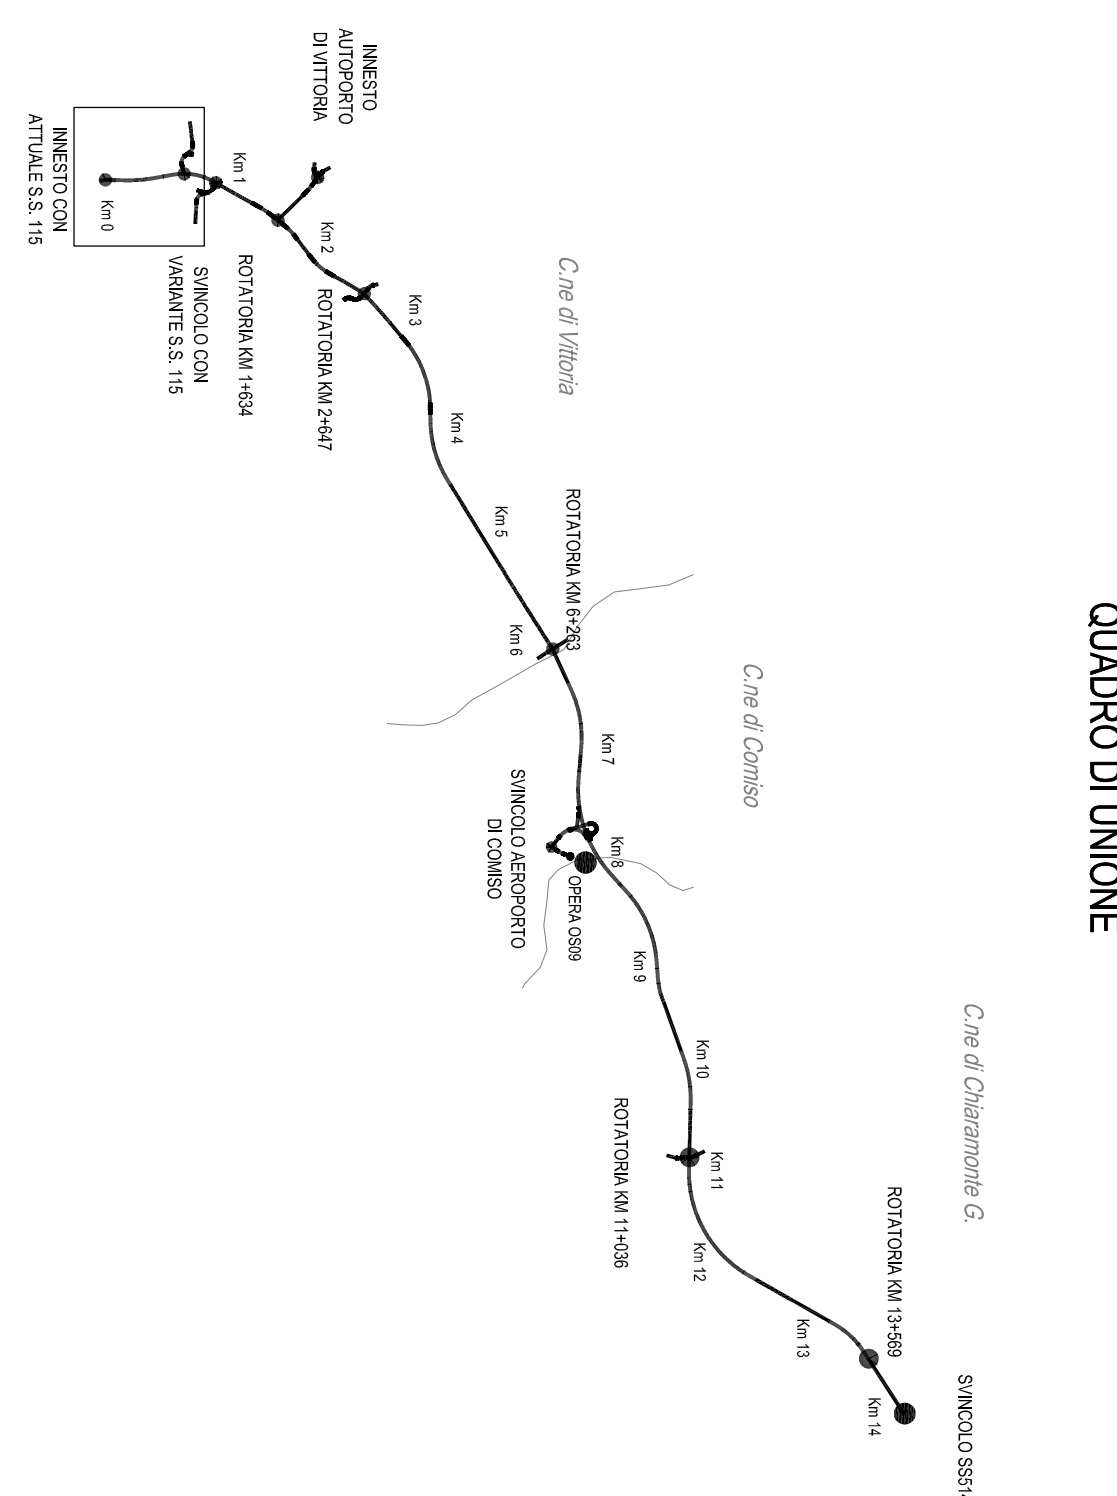 QUADRO DI UNIONE
INNESTO
AUTOPORTO
DI VITTORIA
INNESTO CON
ATTUALE S.S. 115
Km 0
Km 1
SVINCOLO CON
VARIANTE S.S. 115
ROTATORIA KM 1+634
Km 2
ROTATORIA KM 2+647
Km 3
C.ne di Vittoria
Km 4
Km 5
ROTATORIA KM 6+263
Km 6
C.ne di Comiso
Km 7
SVINCOLO AEROPORTO
DI COMISO
Km 8
OPERA OS09
Km 9
C.ne di Chiaramonte G.
Km 10
ROTATORIA KM 11+036
Km 11
Km 12
ROTATORIA KM 13+569
Km 13
Km 14
SVINCOLO